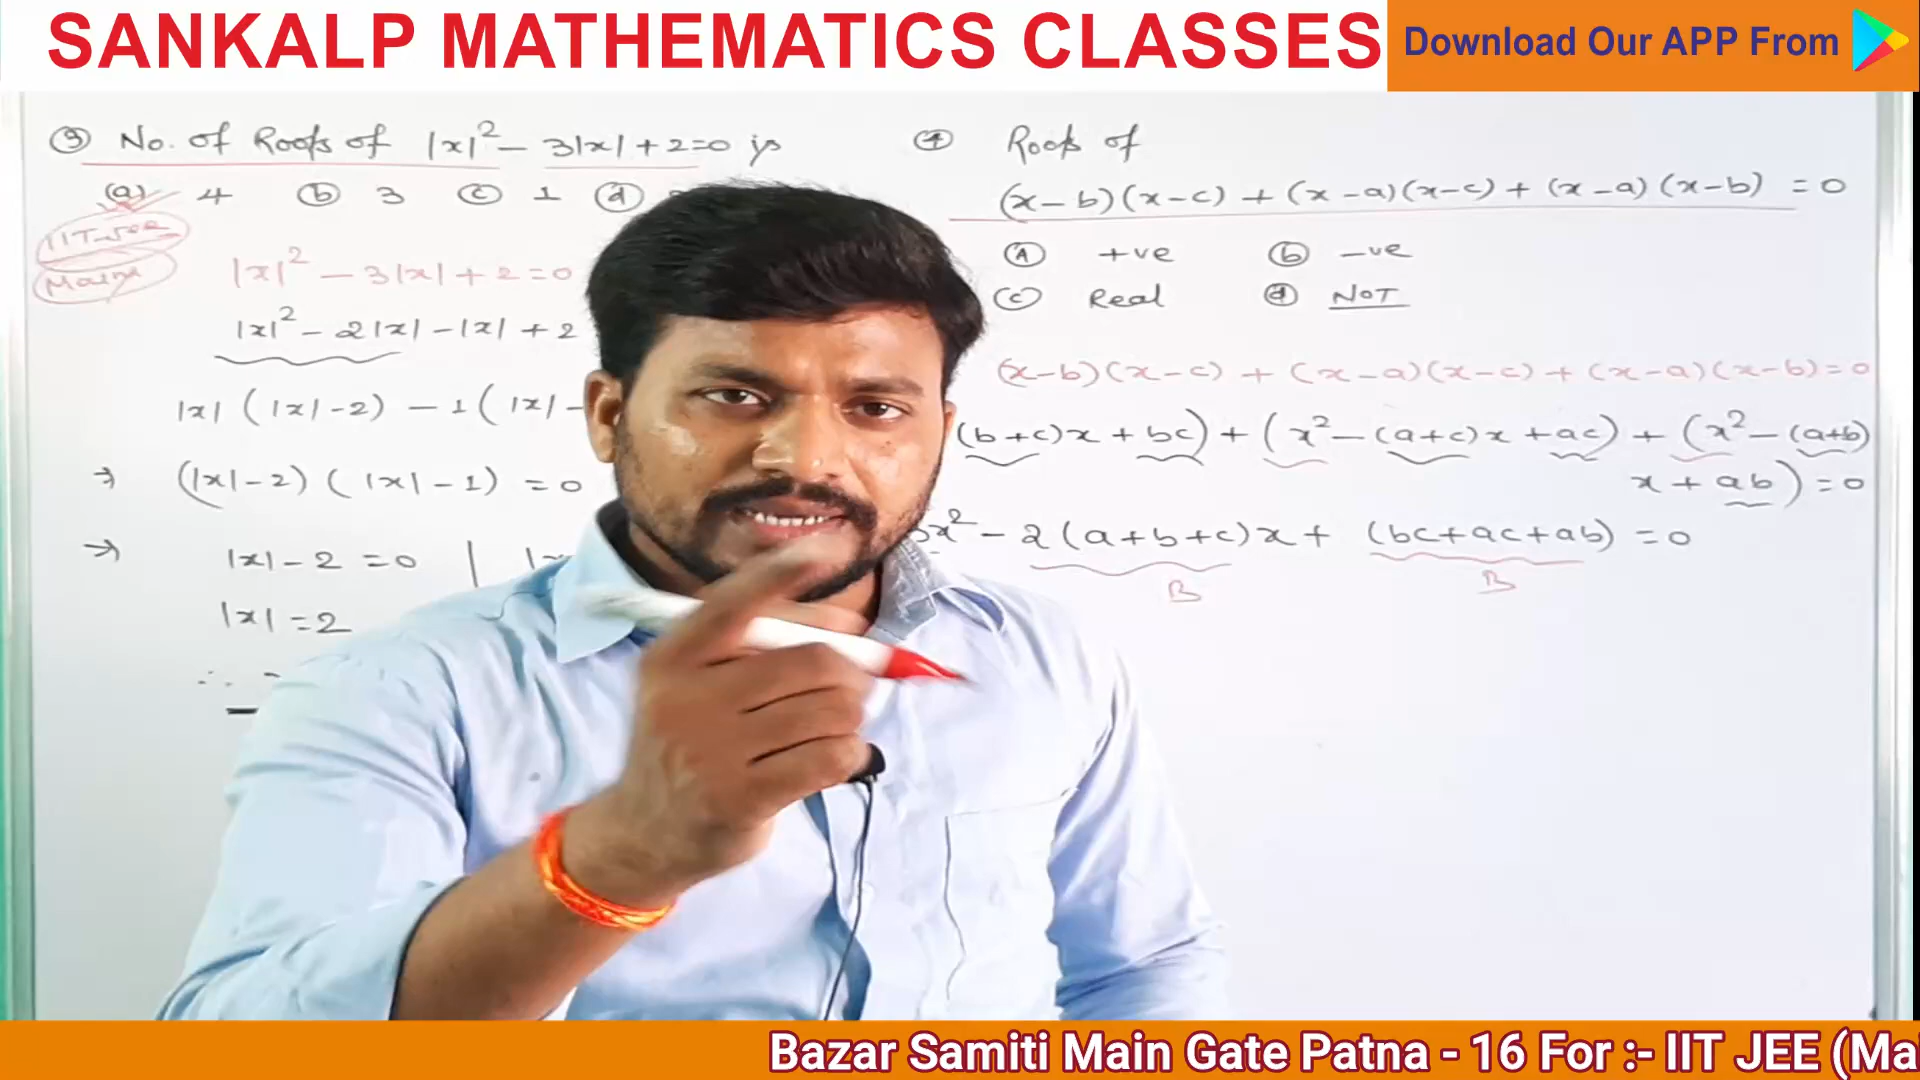 SANKALP MATHEMATICS CLASSES
Download Our APP From
③ No. of Roots of |x|² - 3|x| + 2 = 0 is
(a) 4 (b) 3 (c) 1 (d)
IIT-JEE
Mains
|x|² - 3|x| + 2 = 0
|x|² - 2|x| - |x| + 2
|x| (|x| - 2) - 1 (|x| -
→ (|x| - 2) (|x| - 1) = 0
→ |x| - 2 = 0 |
|x| = 2
∴
④ Roots of
(x - b)(x - c) + (x - a)(x - c) + (x - a)(x - b) = 0
(A) +ve (b) -ve
(c) Real (d) NOT
(x - b)(x - c) + (x - a)(x - c) + (x - a)(x - b) = 0
(b + c)x + bc) + (x² - (a + c)x + ac) + (x² - (a+b)
x + ab) = 0
x² - 2(a + b + c)x + (bc + ac + ab) = 0
B B
Bazar Samiti Main Gate Patna - 16 For :- IIT JEE (Ma